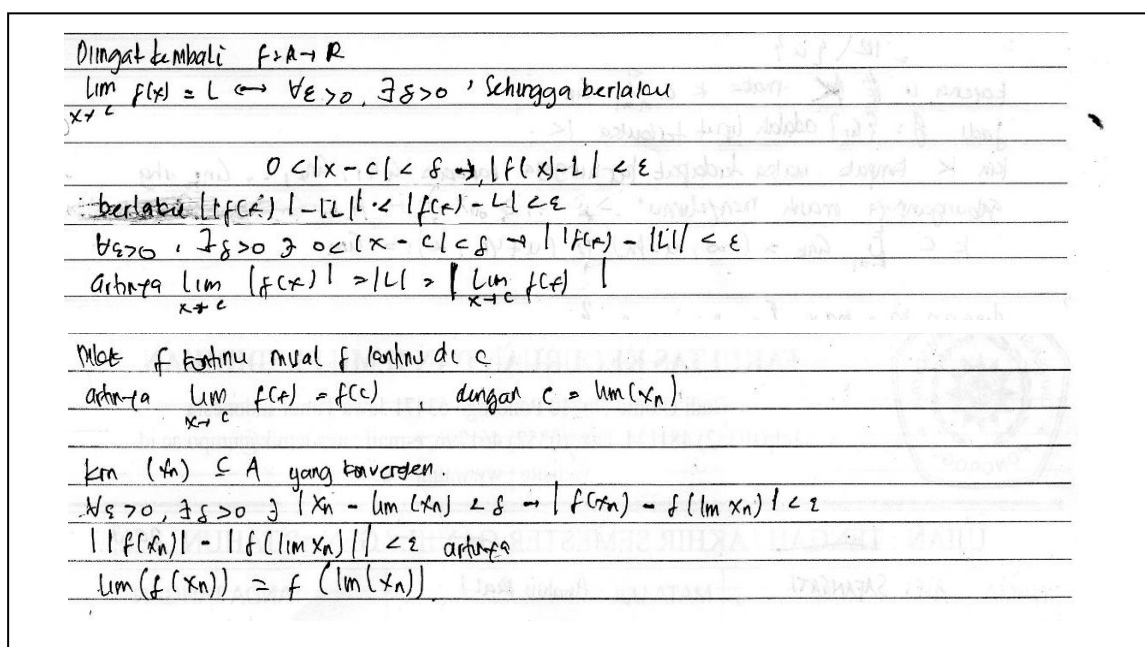 Diingat kembali f: A → R
lim f(x) = L ↔ ∀ε>0, ∃δ>0, Sehingga berlaku
x→c
0 < |x - c| < δ → |f(x)-L| < ε
berlaku ||f(x)| - |L|| < |f(x) - L| < ε
∀ε>0, ∃δ>0 ∋ 0<|x - c| < δ → ||f(x) - |L|| < ε
artinya lim |f(x)| = |L| = | lim f(x) |
x→c x→c
f kontinu misal f kontinu di c
artinya lim f(x) = f(c), dengan c = lim(xn)
x→c
krn (xn) ⊆ A yang konvergen
∀ε>0, ∃δ>0 ∋ |xn - lim (xn) < δ → | f(xn) - f(lim xn) | < ε
| |f(xn)| - |f(lim xn)|| < ε artinya
lim(f(xn)) = f (lim(xn))